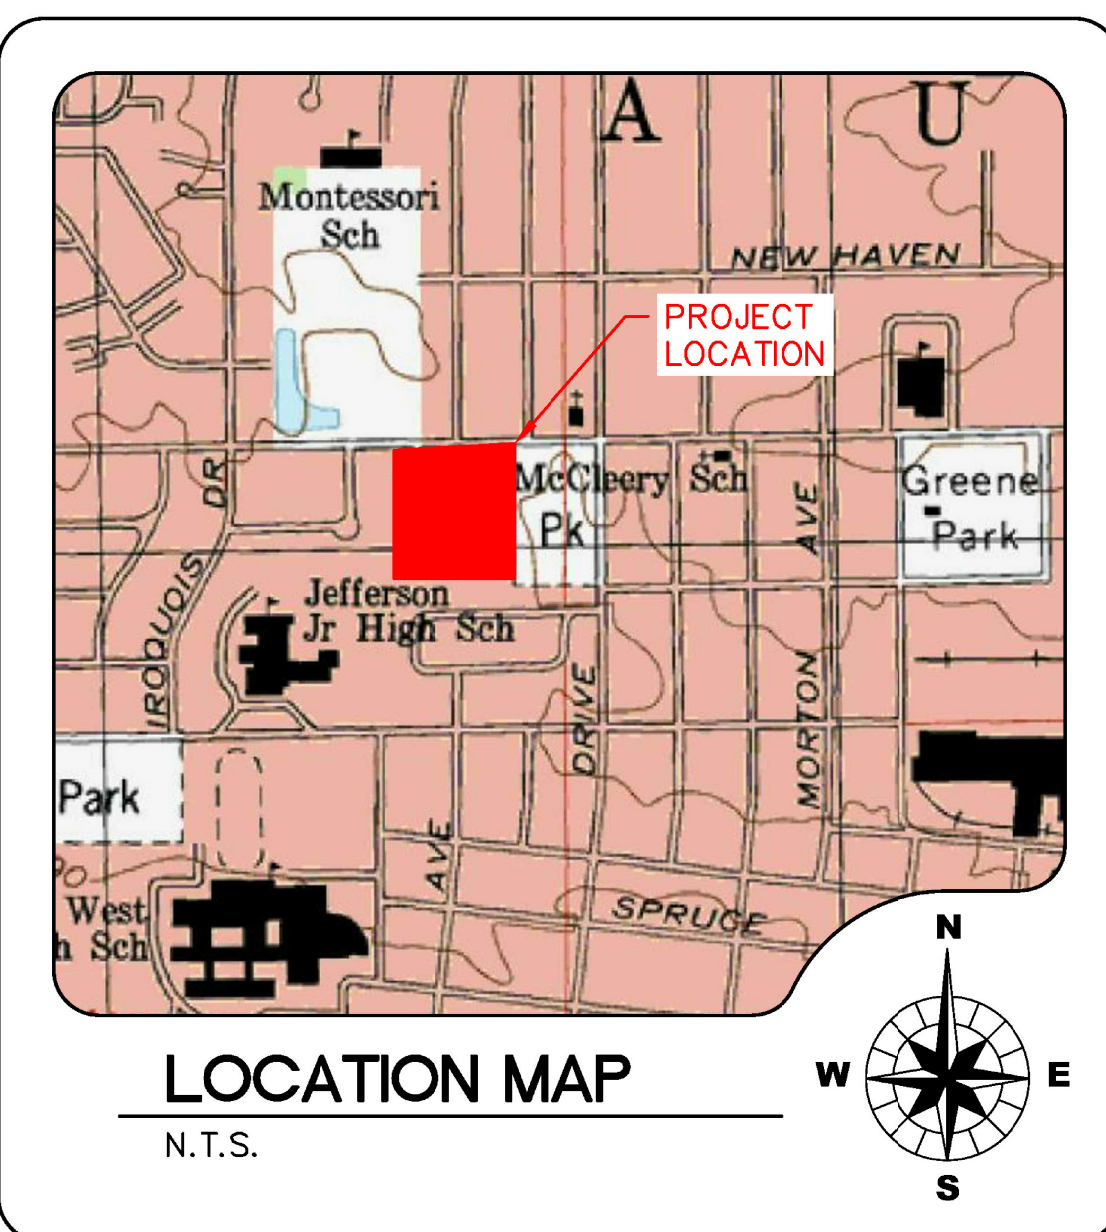 A U
Montessori
Sch
NEW HAVEN
PROJECT
LOCATION
McCleery Sch
Pk
DR
AVE
Greene
Park
IROQUOIS
Jefferson
Jr High Sch
DRIVE
MORTON
Park
AVE
West
h Sch
SPRUCE
N
W E
S
LOCATION MAP
N.T.S.